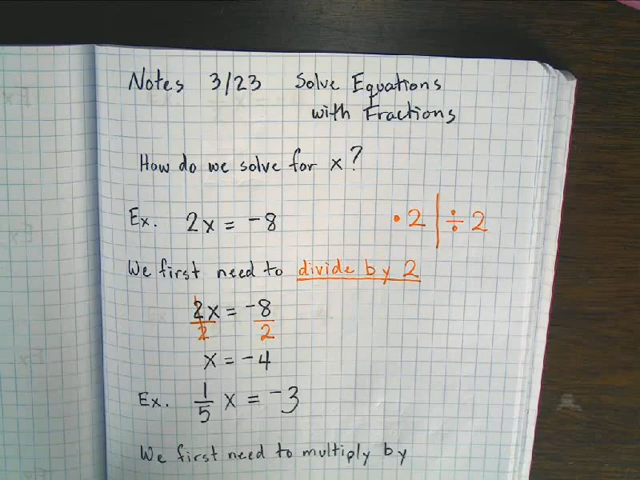 Notes 3/23 Solve Equations
with Fractions
How do we solve for x?
Ex. 2x = -8 · 2 | ÷ 2
We first need to divide by 2
2x = -8
2 2
x = -4
Ex. 1/5 x = -3
We first need to multiply by